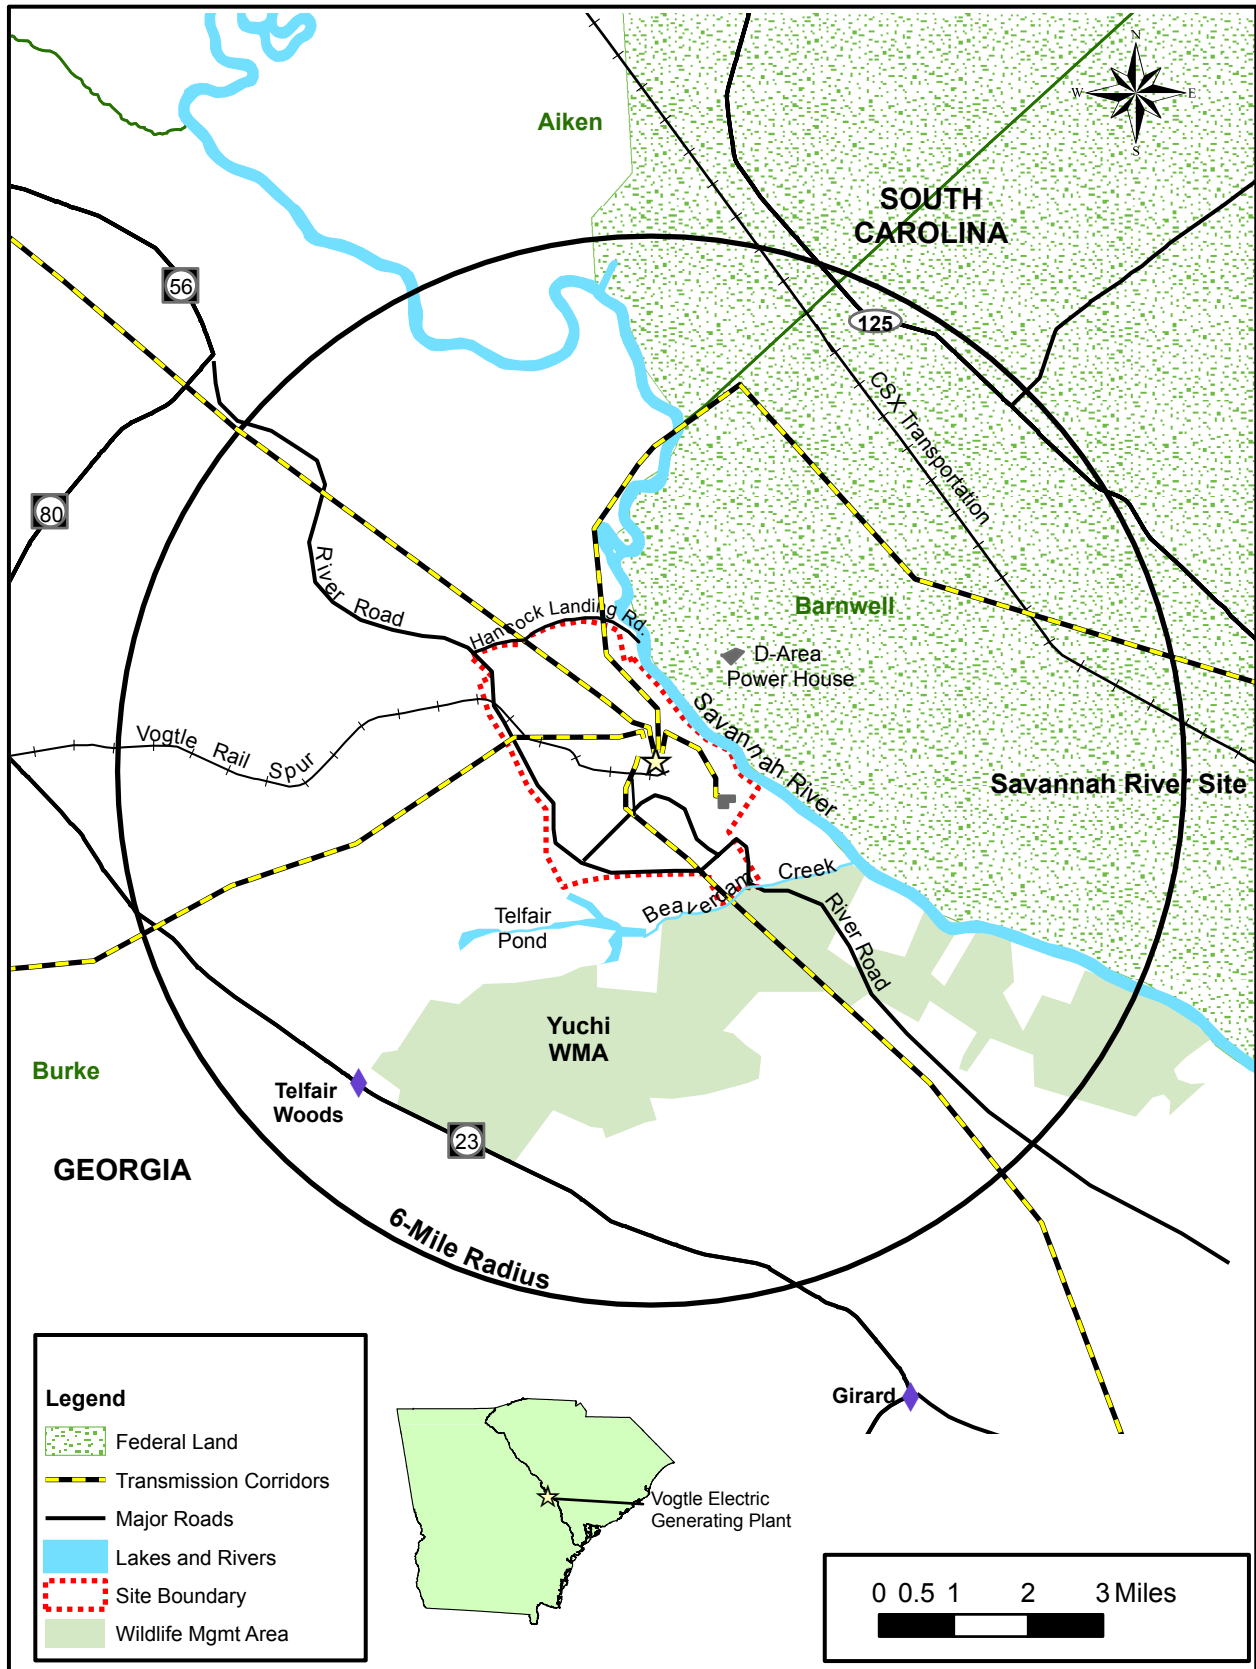 N
W E
S
Aiken
SOUTH
CAROLINA
56
125
CSX Transportation
80
River Road
Hancock Landing Rd.
Barnwell
D-Area
Power House
Savannah River
Vogtle Rail Spur
Savannah River Site
Beaverdam Creek
Telfair
Pond
River Road
Yuchi
WMA
Burke
Telfair
Woods
23
GEORGIA
6-Mile Radius
Girard
Legend
Federal Land
Transmission Corridors
Major Roads
Lakes and Rivers
Site Boundary
Wildlife Mgmt Area
Vogtle Electric
Generating Plant
0 0.5 1 2 3 Miles